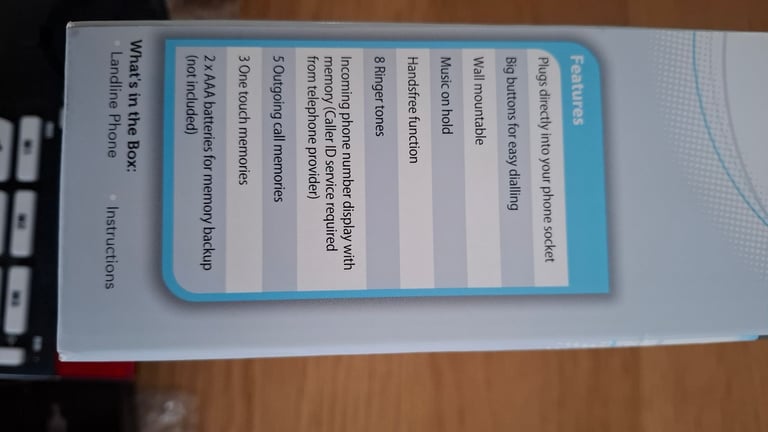 Features
Plugs directly into your phone socket
Big buttons for easy dialling
Wall mountable
Music on hold
Handsfree function
8 Ringer tones
Incoming phone number display with
memory (Caller ID service required
from telephone provider)
5 Outgoing call memories
3 One touch memories
2 x AAA batteries for memory backup
(not included)
What's in the Box:
• Landline Phone • Instructions